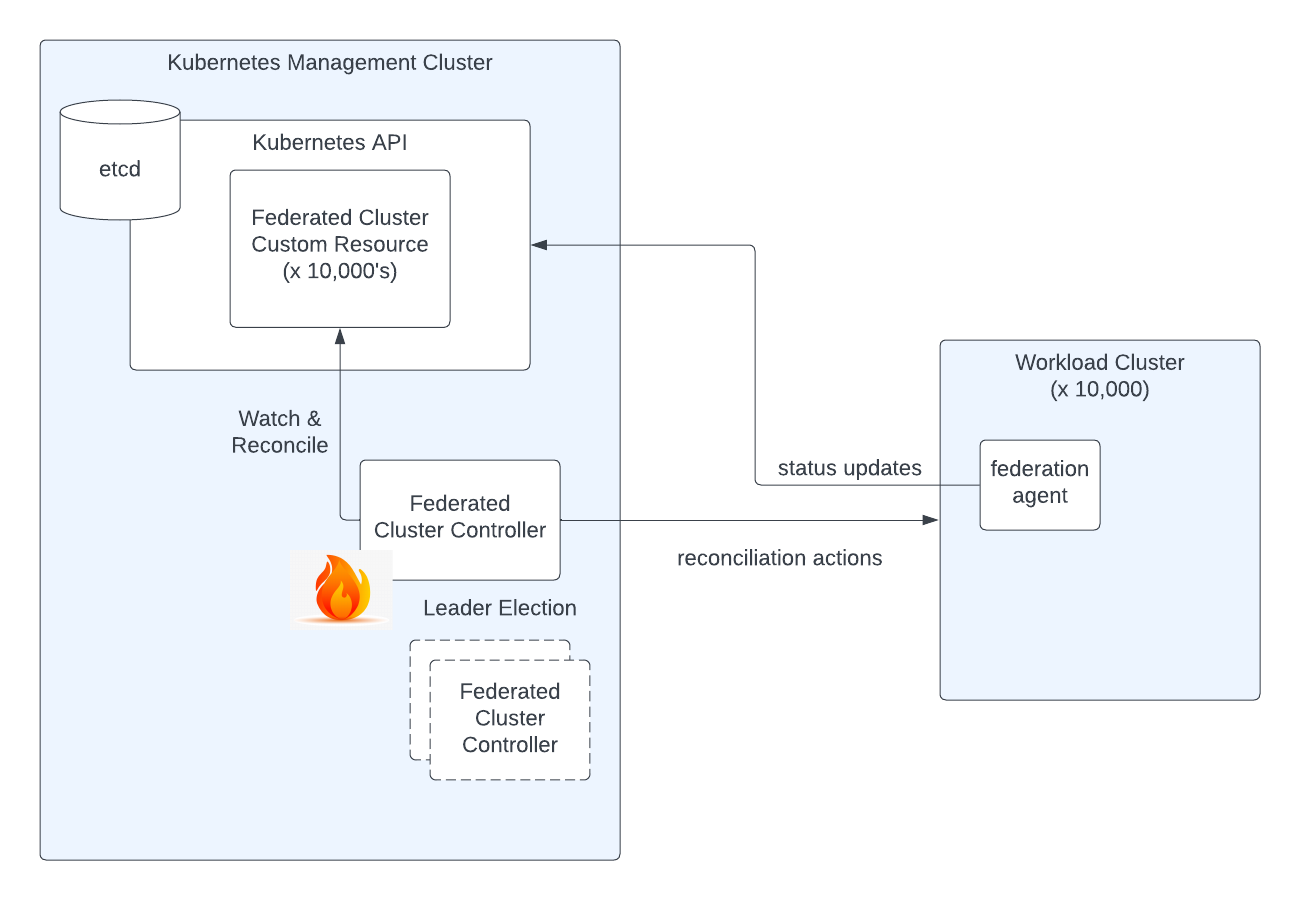 Kubernetes Management Cluster
etcd
Kubernetes API
Federated Cluster
Custom Resource
(x 10,000's)
Watch &
Reconcile
Federated
Cluster Controller
Leader Election
Federated
Cluster
Controller
status updates
reconciliation actions
Workload Cluster
(x 10,000)
federation
agent